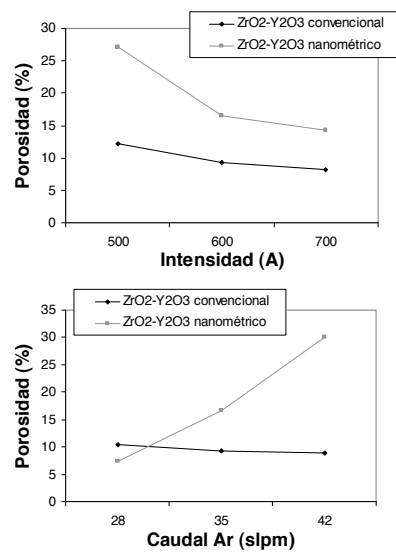 ZrO2-Y2O3 convencional
ZrO2-Y2O3 nanométrico
Porosidad (%)
30
25
20
15
10
5
0
500 600 700
Intensidad (A)
ZrO2-Y2O3 convencional
ZrO2-Y2O3 nanométrico
Porosidad (%)
35
30
25
20
15
10
5
0
28 35 42
Caudal Ar (slpm)